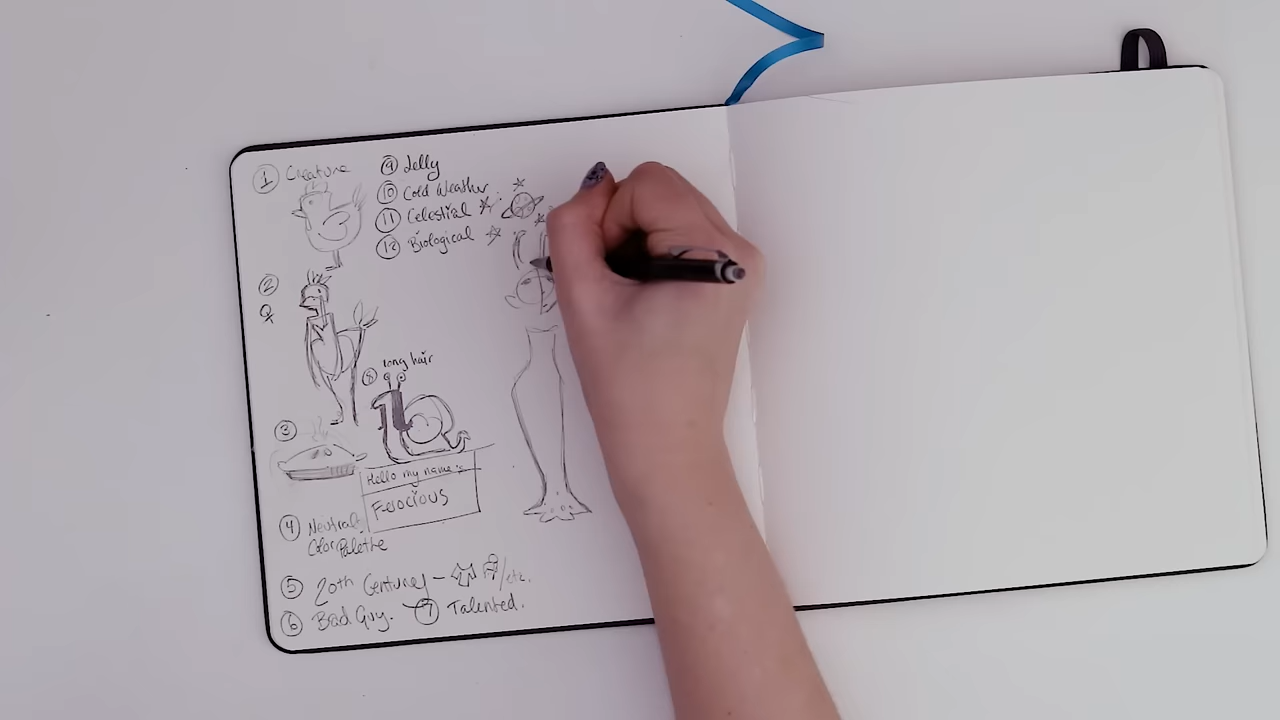 ① Creature
② ♀
③
④ Neutral
Color Palette
⑤ 20th Century - /etc.
⑥ Bad Guy.
⑦ Talented.
⑧ long hair
Hello my name is
Ferocious
⑨ Jelly
⑩ Cold Weather
⑪ Celestial
⑫ Biological